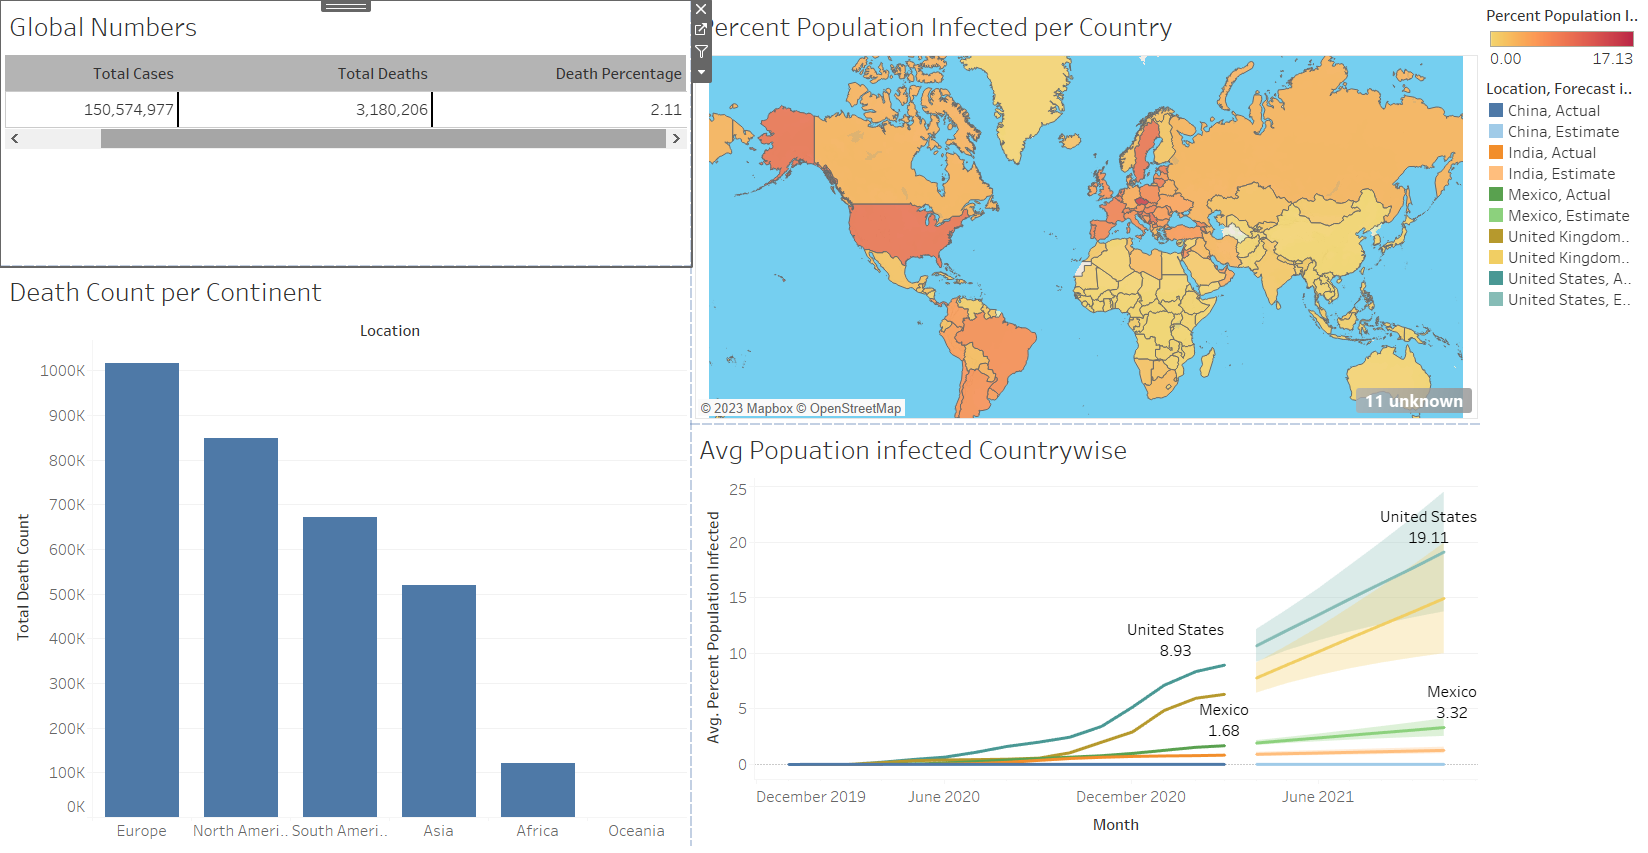 Global Numbers
Total Cases Total Deaths Death Percentage
150,574,977 3,180,206 2.11
Death Count per Continent
Location
Total Death Count
1000K
900K
800K
700K
600K
500K
400K
300K
200K
100K
0K
Europe North Ameri.. South Ameri.. Asia Africa Oceania
Percent Population Infected per Country
© 2023 Mapbox © OpenStreetMap
11 unknown
Avg Popuation infected Countrywise
Avg. Percent Population Infected
25
20
15
10
5
0
United States
19.11
United States
8.93
Mexico
3.32
Mexico
1.68
December 2019 June 2020 December 2020 June 2021
Month
Percent Population I..
0.00 17.13
Location, Forecast i..
China, Actual
China, Estimate
India, Actual
India, Estimate
Mexico, Actual
Mexico, Estimate
United Kingdom..
United Kingdom..
United States, A..
United States, E..